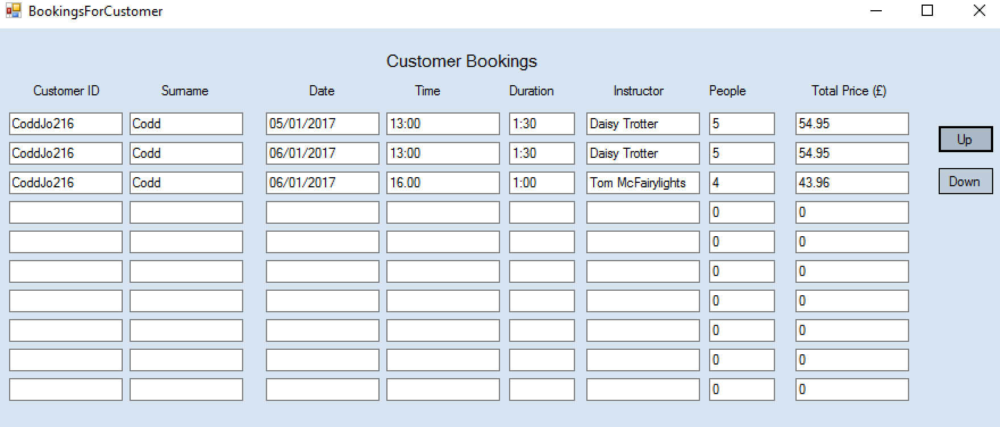 BookingsForCustomer
Customer Bookings
Customer ID Surname Date Time Duration Instructor People Total Price (£)
CoddJo216 Codd 05/01/2017 13:00 1:30 Daisy Trotter 5 54.95
Up
CoddJo216 Codd 06/01/2017 13:00 1:30 Daisy Trotter 5 54.95
CoddJo216 Codd 06/01/2017 16.00 1:00 Tom McFairylights 4 43.96
Down
0 0
0 0
0 0
0 0
0 0
0 0
0 0